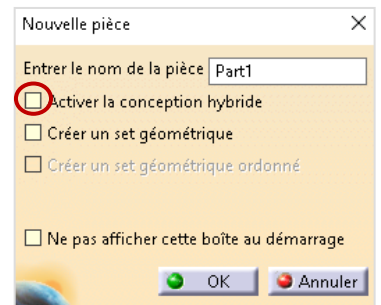 Nouvelle pièce
Entrer le nom de la pièce Part1
Activer la conception hybride
Créer un set géométrique
Créer un set géométrique ordonné
Ne pas afficher cette boîte au démarrage
OK Annuler